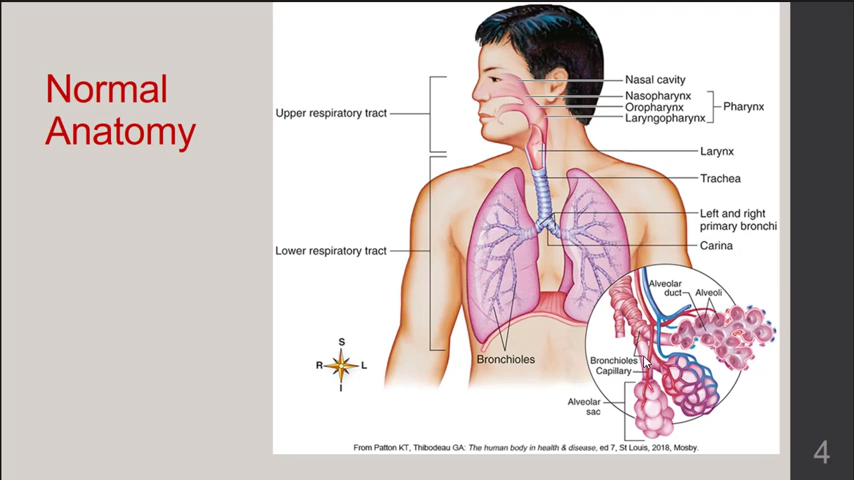 Normal
Anatomy
Nasal cavity
Nasopharynx
Oropharynx
Laryngopharynx
Pharynx
Upper respiratory tract
Larynx
Trachea
Left and right
primary bronchi
Carina
Lower respiratory tract
Alveolar
duct
Alveoli
S
R
L
I
Bronchioles
Bronchioles
Capillary
Alveolar
sac
From Patton KT, Thibodeau GA: The human body in health & disease, ed 7, St Louis, 2018, Mosby.
4